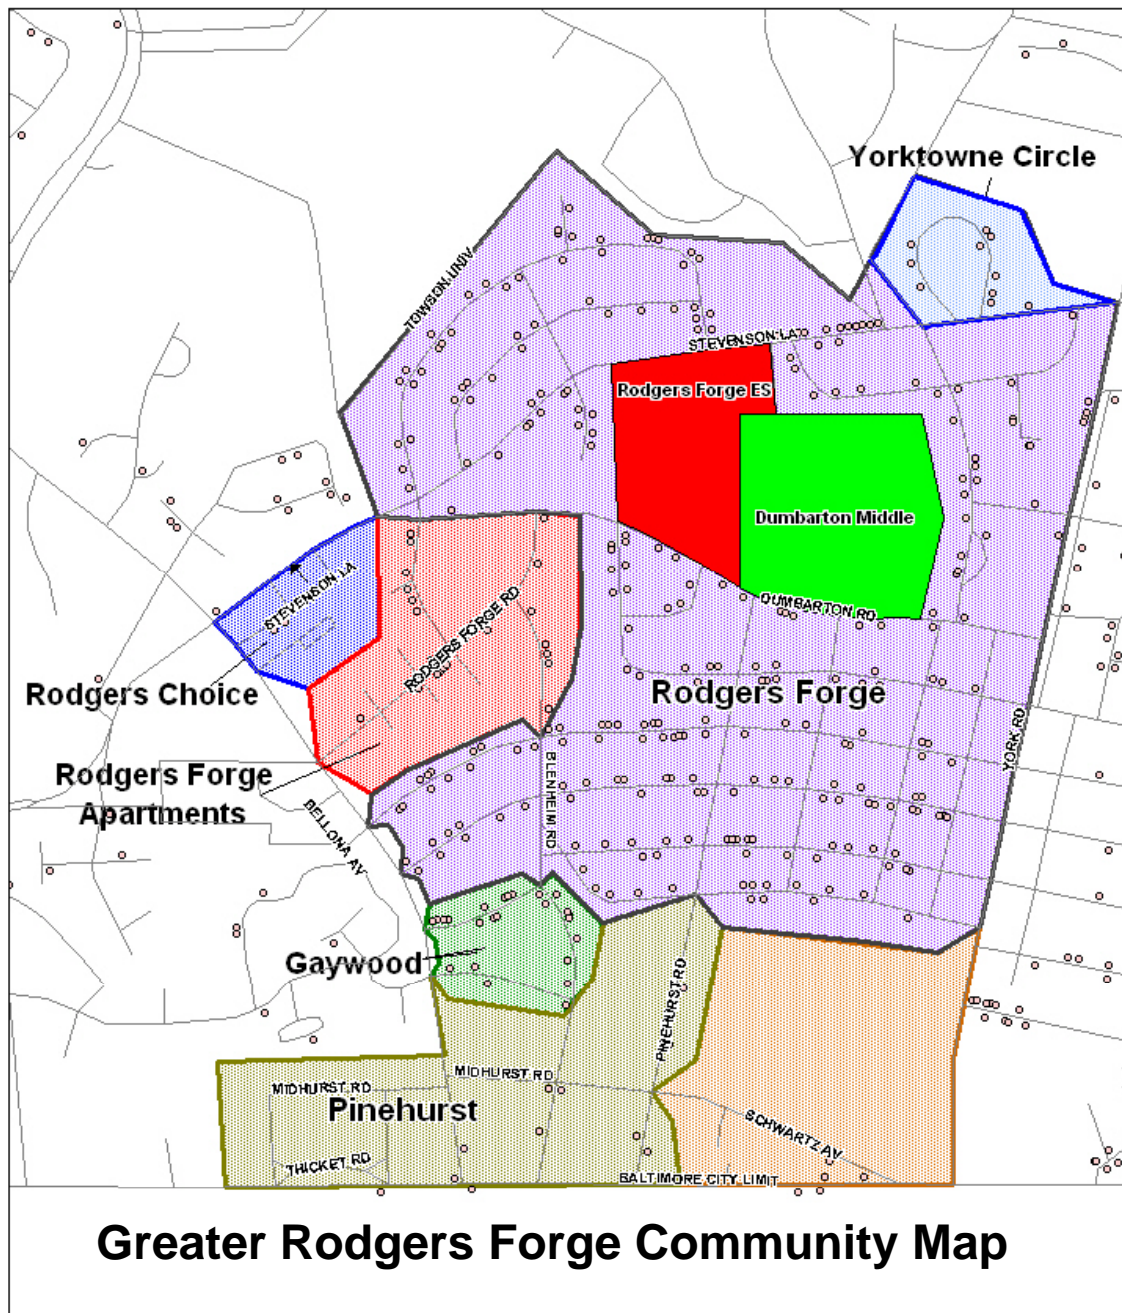 Yorktowne Circle
TOWSON UNIV
STEVENSON LA
Rodgers Forge ES
Dumbarton Middle
STEVENSON LA
RODGERS FORGE RD
DUMBARTON RD
Rodgers Choice
Rodgers Forge
YORK RD
Rodgers Forge
Apartments
BLENHEIM RD
BELLONA AV
Gaywood
PINEHURST RD
MIDHURST RD
MIDHURST RD
Pinehurst
SCHWARTZ AV
THICKET RD
BALTIMORE CITY LIMIT
Greater Rodgers Forge Community Map